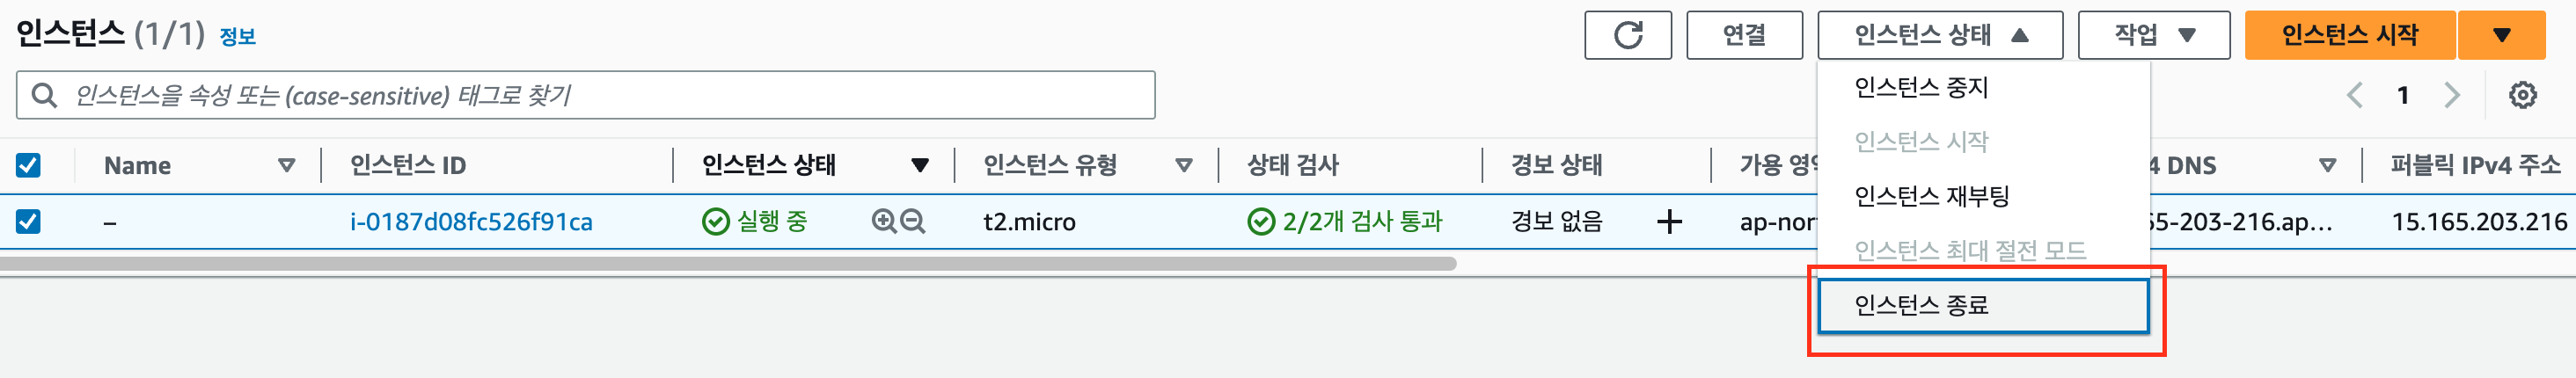 인스턴스 (1/1) 정보
연결
인스턴스 상태
작업
인스턴스 시작
인스턴스을 속성 또는 (case-sensitive) 태그로 찾기
1
인스턴스 중지
인스턴스 시작
인스턴스 재부팅
인스턴스 최대 절전 모드
인스턴스 종료
Name 인스턴스 ID 인스턴스 상태 인스턴스 유형 상태 검사 경보 상태 가용 영역 4 DNS 퍼블릭 IPv4 주소
– i-0187d08fc526f91ca 실행 중 t2.micro 2/2개 검사 통과 경보 없음 ap-nor 55-203-216.ap... 15.165.203.216